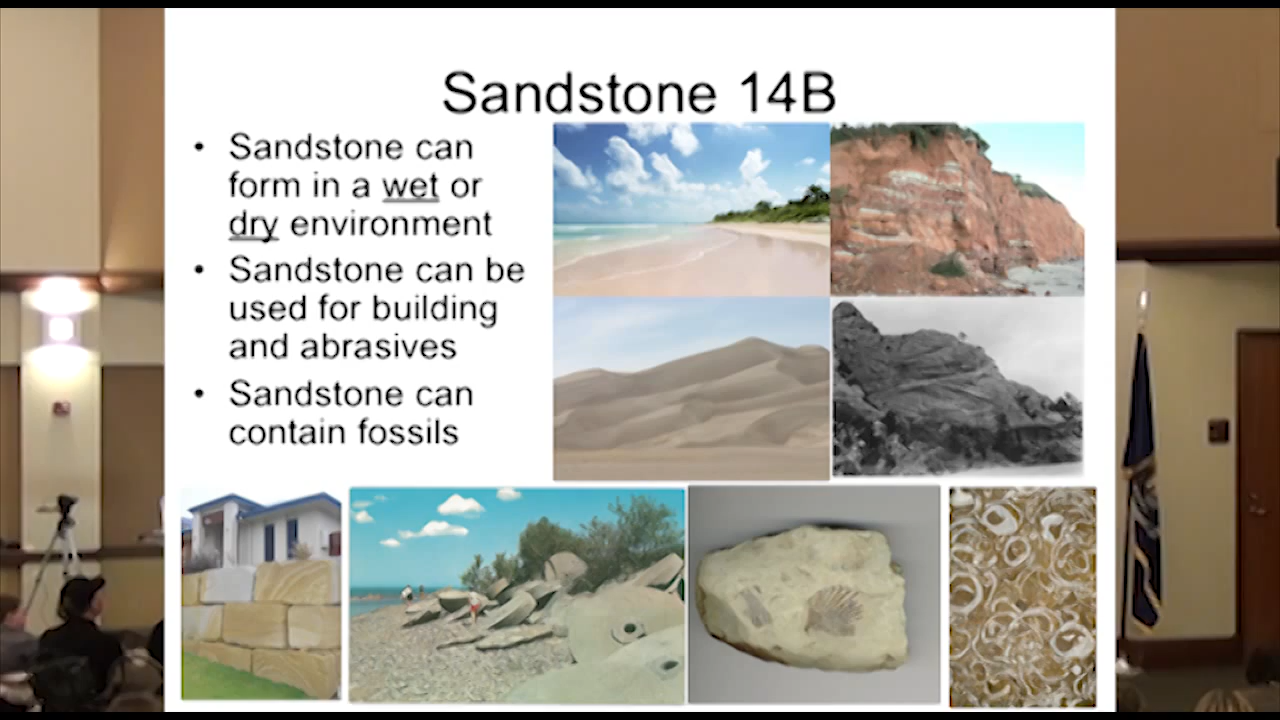 Sandstone 14B
• Sandstone can
form in a wet or
dry environment
• Sandstone can be
used for building
and abrasives
• Sandstone can
contain fossils